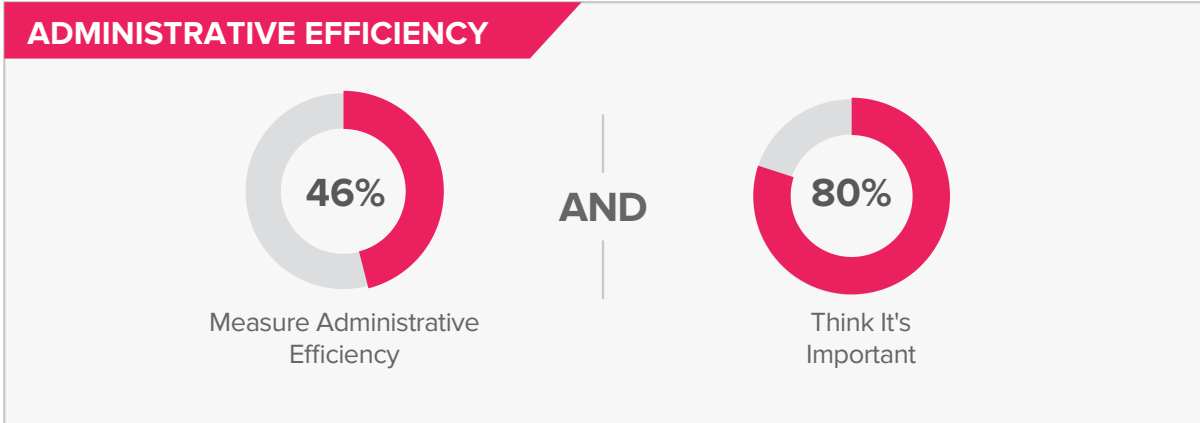 ADMINISTRATIVE EFFICIENCY
46%
Measure Administrative
Efficiency
AND
80%
Think It's
Important